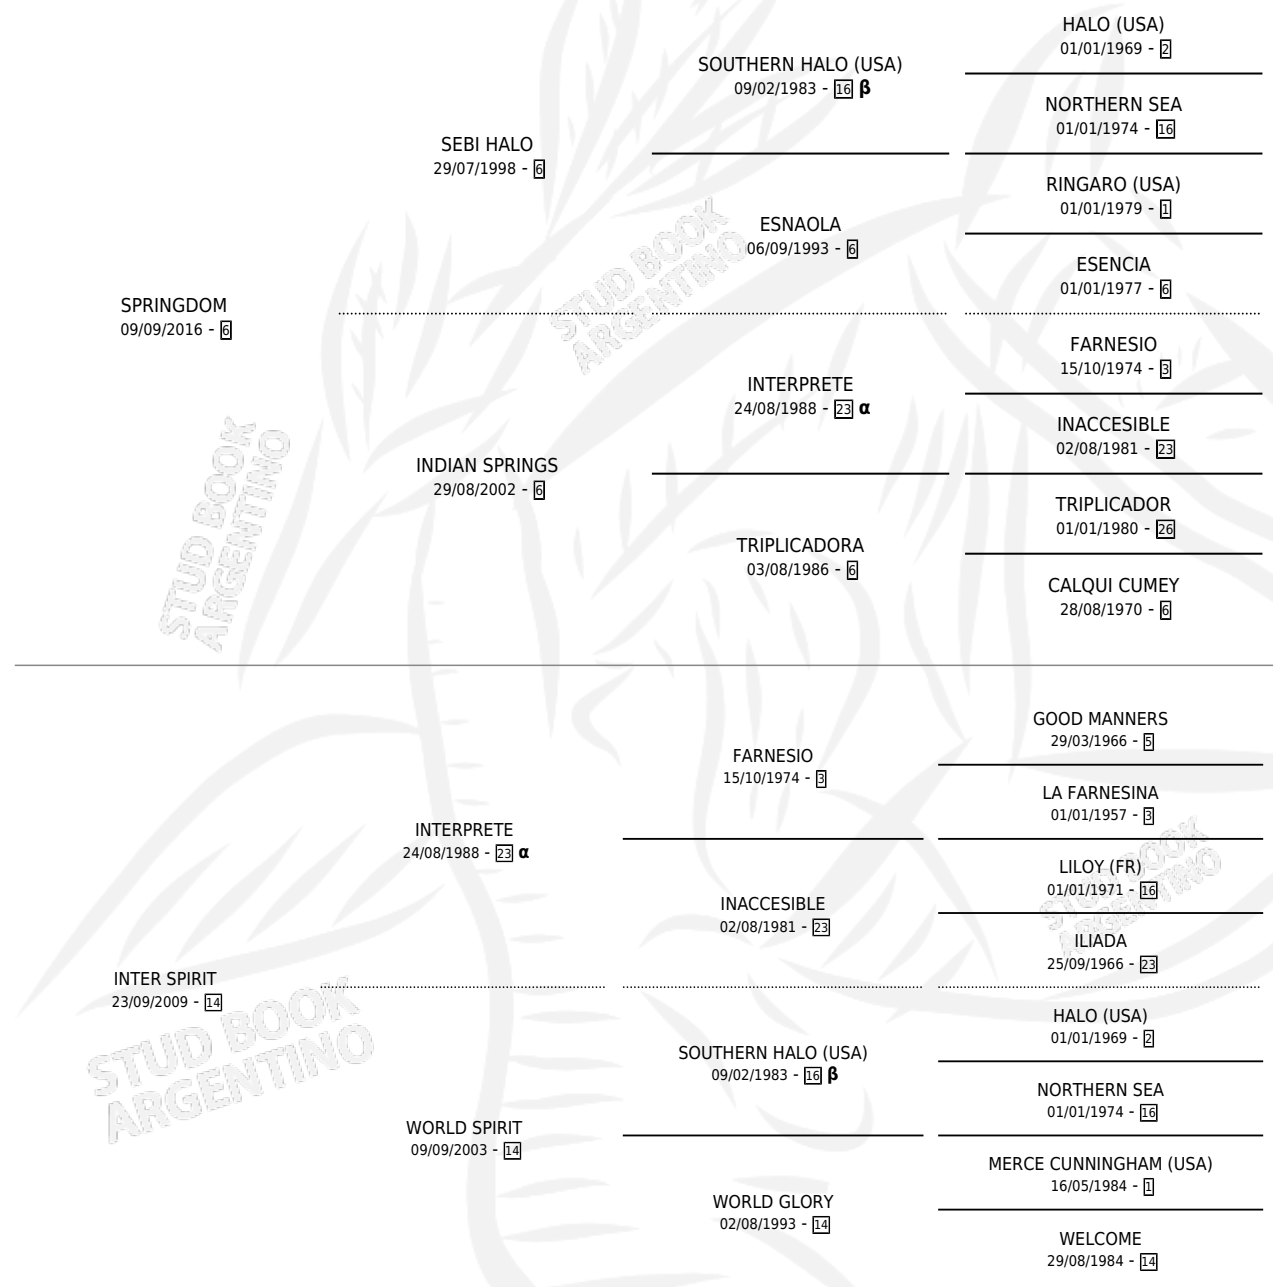 HALO (USA)
01/01/1969 - 2
SOUTHERN HALO (USA)
09/02/1983 - 16 β
NORTHERN SEA
01/01/1974 - 16
SEBI HALO
29/07/1998 - 6
RINGARO (USA)
01/01/1979 - 1
ESNAOLA
06/09/1993 - 6
ESENCIA
01/01/1977 - 6
SPRINGDOM
09/09/2016 - 6
FARNESIO
15/10/1974 - 3
INTERPRETE
24/08/1988 - 23 α
INACCESIBLE
02/08/1981 - 23
INDIAN SPRINGS
29/08/2002 - 6
TRIPLICADOR
01/01/1980 - 26
TRIPLICADORA
03/08/1986 - 6
CALQUI CUMEY
28/08/1970 - 6
STUD BOOK
ARGENTINO
STUD BOOK
ARGENTINO
GOOD MANNERS
29/03/1966 - 5
FARNESIO
15/10/1974 - 3
LA FARNESINA
01/01/1957 - 3
INTERPRETE
24/08/1988 - 23 α
LILOY (FR)
01/01/1971 - 16
INACCESIBLE
02/08/1981 - 23
ILIADA
25/09/1966 - 23
INTER SPIRIT
23/09/2009 - 14
HALO (USA)
01/01/1969 - 2
SOUTHERN HALO (USA)
09/02/1983 - 16 β
NORTHERN SEA
01/01/1974 - 16
WORLD SPIRIT
09/09/2003 - 14
MERCE CUNNINGHAM (USA)
16/05/1984 - 1
WORLD GLORY
02/08/1993 - 14
WELCOME
29/08/1984 - 14
STUD BOOK
ARGENTINO
STUD BOOK
ARGENTINO